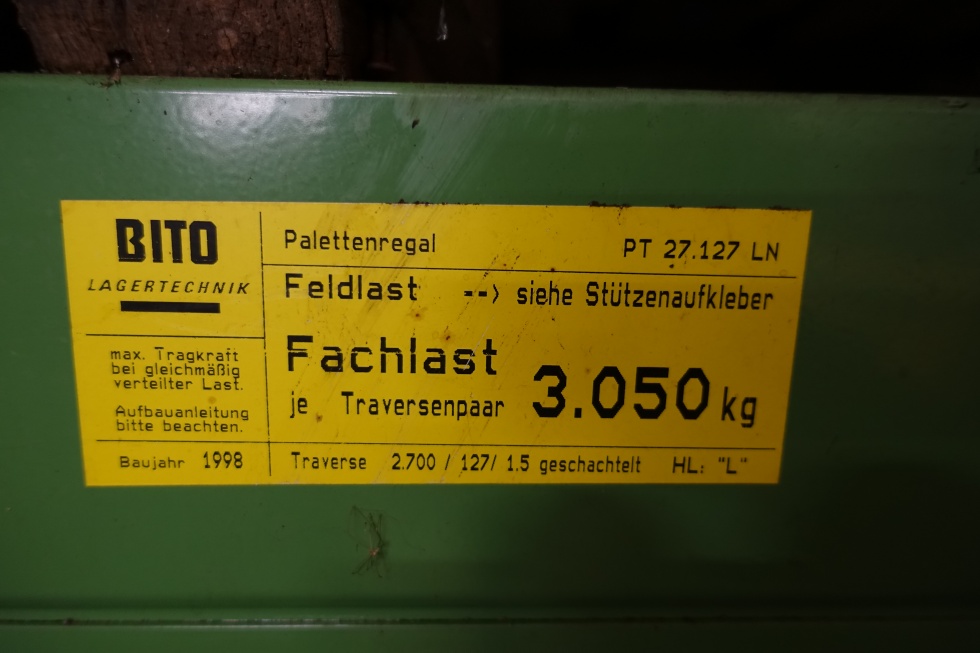 BITO
LAGERTECHNIK
max. Tragkraft
bei gleichmäßig
verteilter Last.
Aufbauanleitung
bitte beachten.
Baujahr 1998
Palettenregal PT 27.127 LN
Feldlast --> siehe Stützenaufkleber
Fachlast
je Traversenpaar 3.050 kg
Traverse 2.700 / 127/ 1.5 geschachtelt HL: "L"